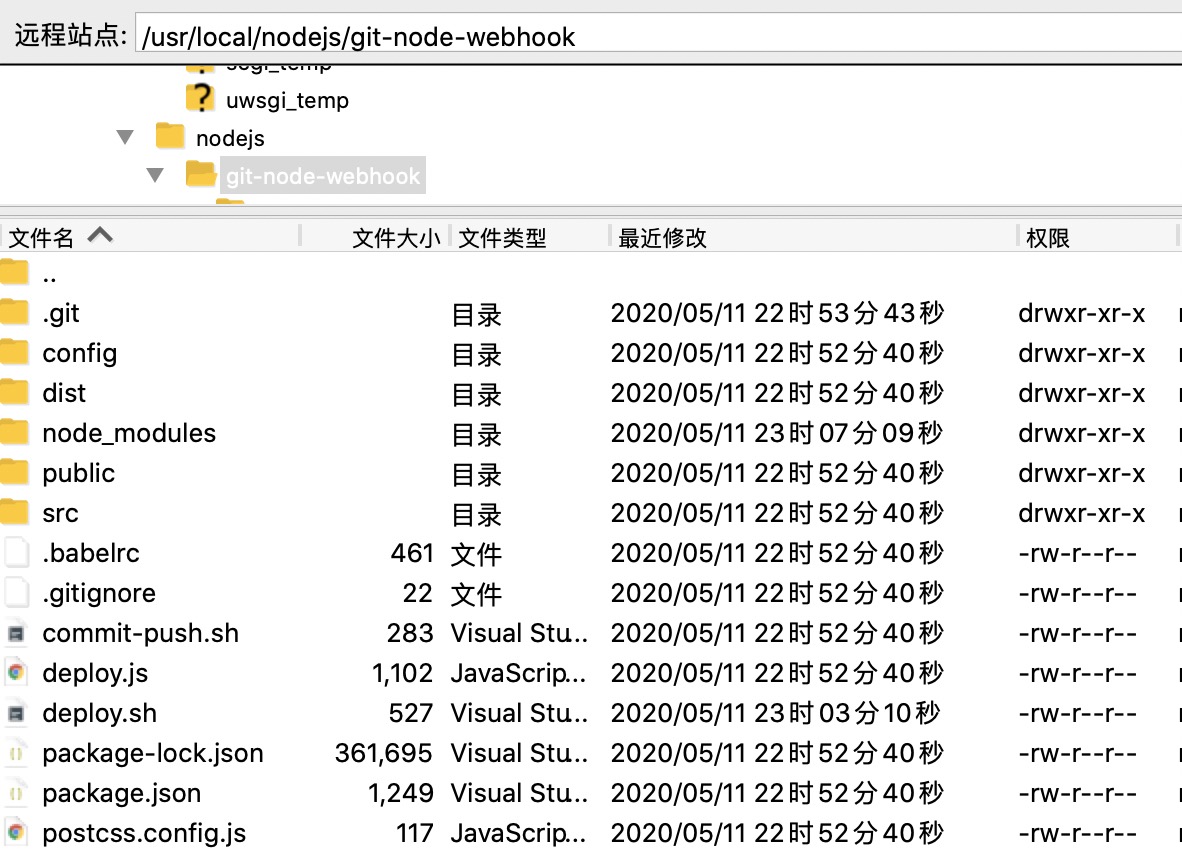 远程站点: /usr/local/nodejs/git-node-webhook
uwsgi_temp
nodejs
git-node-webhook
文件名 文件大小 文件类型 最近修改 权限
..
.git 目录 2020/05/11 22时53分43秒 drwxr-xr-x
config 目录 2020/05/11 22时52分40秒 drwxr-xr-x
dist 目录 2020/05/11 22时52分40秒 drwxr-xr-x
node_modules 目录 2020/05/11 23时07分09秒 drwxr-xr-x
public 目录 2020/05/11 22时52分40秒 drwxr-xr-x
src 目录 2020/05/11 22时52分40秒 drwxr-xr-x
.babelrc 461 文件 2020/05/11 22时52分40秒 -rw-r--r--
.gitignore 22 文件 2020/05/11 22时52分40秒 -rw-r--r--
commit-push.sh 283 Visual Stu... 2020/05/11 22时52分40秒 -rw-r--r--
deploy.js 1,102 JavaScrip... 2020/05/11 22时52分40秒 -rw-r--r--
deploy.sh 527 Visual Stu... 2020/05/11 23时03分10秒 -rw-r--r--
package-lock.json 361,695 Visual Stu... 2020/05/11 22时52分40秒 -rw-r--r--
package.json 1,249 Visual Stu... 2020/05/11 22时52分40秒 -rw-r--r--
postcss.config.js 117 JavaScrip... 2020/05/11 22时52分40秒 -rw-r--r--